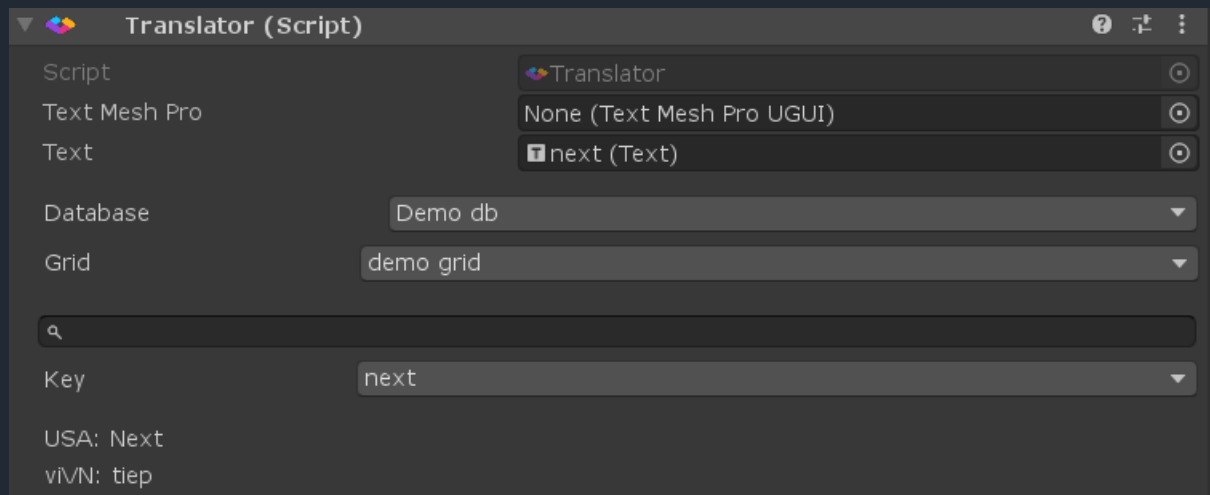 Translator (Script)
Script Translator
Text Mesh Pro None (Text Mesh Pro UGUI)
Text next (Text)
Database Demo db
Grid demo grid
Key next
USA: Next
viVN: tiep